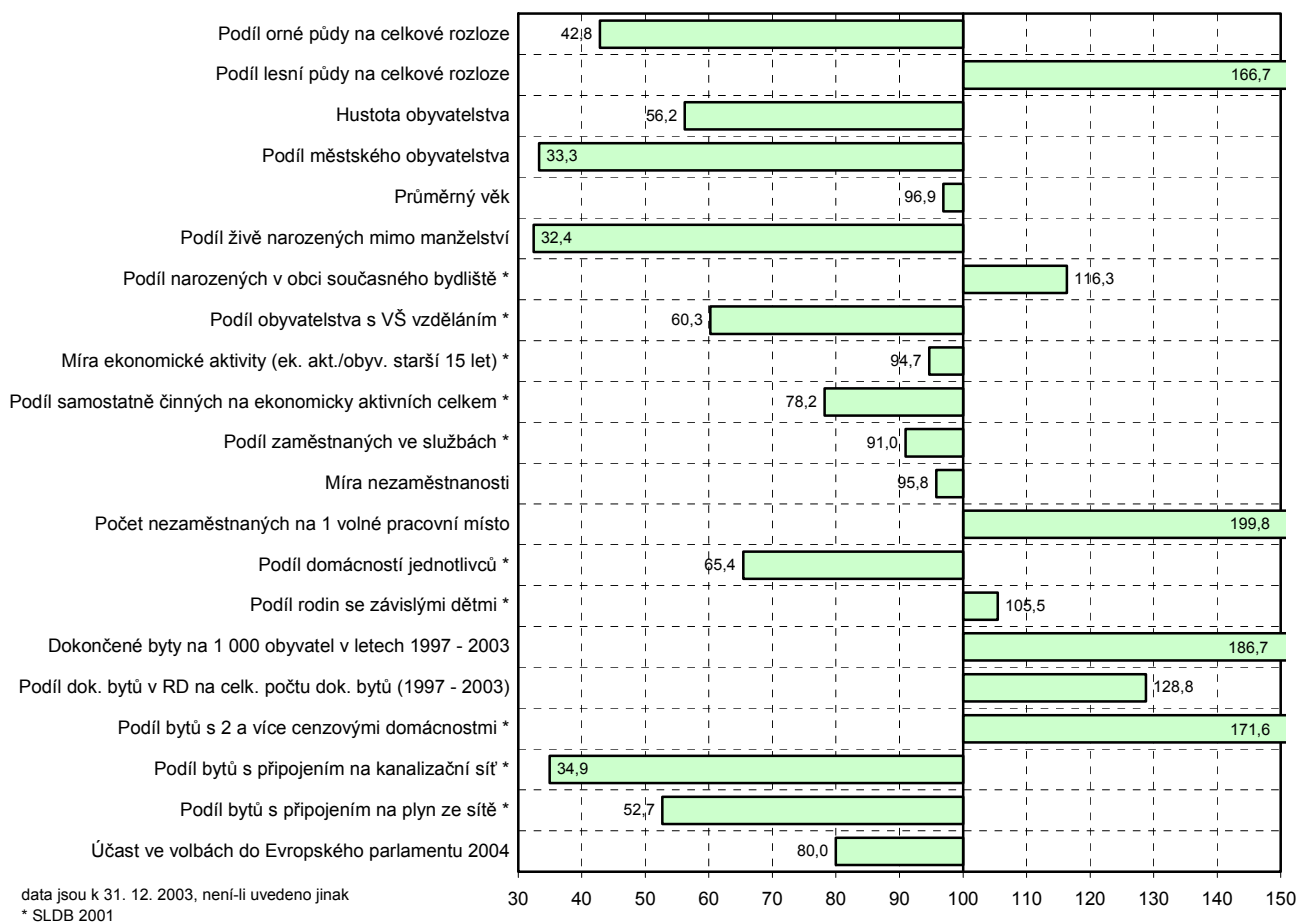 Podíl orné půdy na celkové rozloze 42,8
Podíl lesní půdy na celkové rozloze 166,7
Hustota obyvatelstva 56,2
Podíl městského obyvatelstva 33,3
Průměrný věk 96,9
Podíl živě narozených mimo manželství 32,4
Podíl narozených v obci současného bydliště * 116,3
Podíl obyvatelstva s VŠ vzděláním * 60,3
Míra ekonomické aktivity (ek. akt./obyv. starší 15 let) * 94,7
Podíl samostatně činných na ekonomicky aktivních celkem * 78,2
Podíl zaměstnaných ve službách * 91,0
Míra nezaměstnanosti 95,8
Počet nezaměstnaných na 1 volné pracovní místo 199,8
Podíl domácností jednotlivců * 65,4
Podíl rodin se závislými dětmi * 105,5
Dokončené byty na 1 000 obyvatel v letech 1997 - 2003 186,7
Podíl dok. bytů v RD na celk. počtu dok. bytů (1997 - 2003) 128,8
Podíl bytů s 2 a více cenzovými domácnostmi * 171,6
Podíl bytů s připojením na kanalizační síť * 34,9
Podíl bytů s připojením na plyn ze sítě * 52,7
Účast ve volbách do Evropského parlamentu 2004 80,0
30 40 50 60 70 80 90 100 110 120 130 140 150
data jsou k 31. 12. 2003, není-li uvedeno jinak
* SLDB 2001